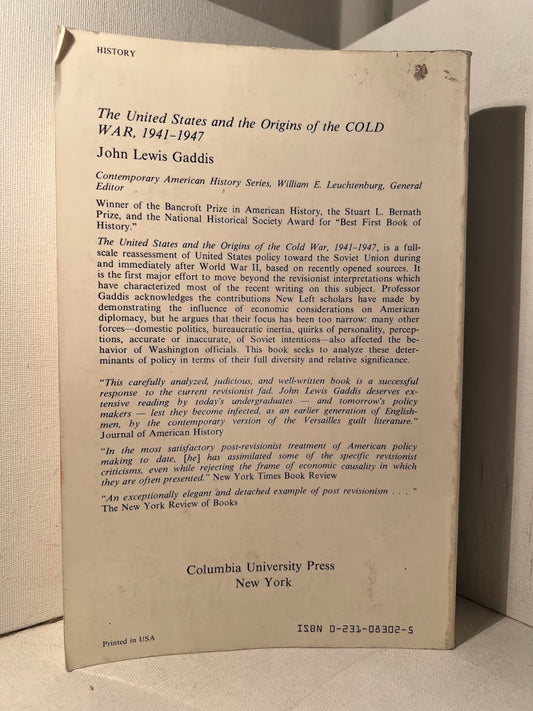 HISTORY
The United States and the Origins of the COLD
WAR, 1941-1947
John Lewis Gaddis
Contemporary American History Series, William E. Leuchtenburg, General
Editor
Winner of the Bancroft Prize in American History, the Stuart L. Bernath
Prize, and the National Historical Society Award for "Best First Book of
History."
The United States and the Origins of the Cold War, 1941-1947, is a full-
scale reassessment of United States policy toward the Soviet Union during
and immediately after World War II, based on recently opened sources. It
is the first major effort to move beyond the revisionist interpretations which
have characterized most of the recent writing on this subject. Professor
Gaddis acknowledges the contributions New Left scholars have made by
demonstrating the influence of economic considerations on American
diplomacy, but he argues that their focus has been too narrow: many other
forces—domestic politics, bureaucratic inertia, quirks of personality, percep-
tions, accurate or inaccurate, of Soviet intentions—also affected the be-
havior of Washington officials. This book seeks to analyze these deter-
minants of policy in terms of their full diversity and relative significance.
"This carefully analyzed, judicious, and well-written book is a successful
response to the current revisionist fad. John Lewis Gaddis deserves ex-
tensive reading by today's undergraduates — and tomorrow's policy
makers — lest they become infected, as an earlier generation of English-
men, by the contemporary version of the Versailles guilt literature."
Journal of American History
"In the most satisfactory post-revisionist treatment of American policy
making to date, [he] has assimilated some of the specific revisionist
criticisms, even while rejecting the frame of economic causality in which
they are often presented." New York Times Book Review
"An exceptionally elegant and detached example of post revisionism . . . "
The New York Review of Books
Columbia University Press
New York
Printed in USA
ISBN 0-231-08302-5